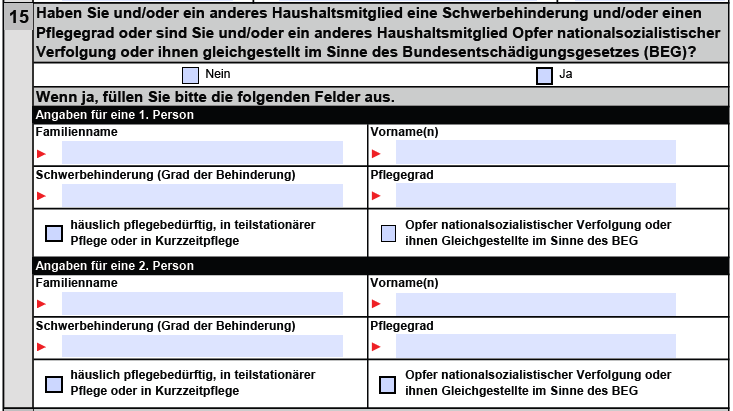 15 Haben Sie und/oder ein anderes Haushaltsmitglied eine Schwerbehinderung und/oder einen
Pflegegrad oder sind Sie und/oder ein anderes Haushaltsmitglied Opfer nationalsozialistischer
Verfolgung oder ihnen gleichgestellt im Sinne des Bundesentschädigungsgesetzes (BEG)?
Nein Ja
Wenn ja, füllen Sie bitte die folgenden Felder aus.
Angaben für eine 1. Person
Familienname Vorname(n)
Schwerbehinderung (Grad der Behinderung) Pflegegrad
häuslich pflegebedürftig, in teilstationärer
Pflege oder in Kurzzeitpflege
Opfer nationalsozialistischer Verfolgung oder
ihnen Gleichgestellte im Sinne des BEG
Angaben für eine 2. Person
Familienname Vorname(n)
Schwerbehinderung (Grad der Behinderung) Pflegegrad
häuslich pflegebedürftig, in teilstationärer
Pflege oder in Kurzzeitpflege
Opfer nationalsozialistischer Verfolgung oder
ihnen Gleichgestellte im Sinne des BEG